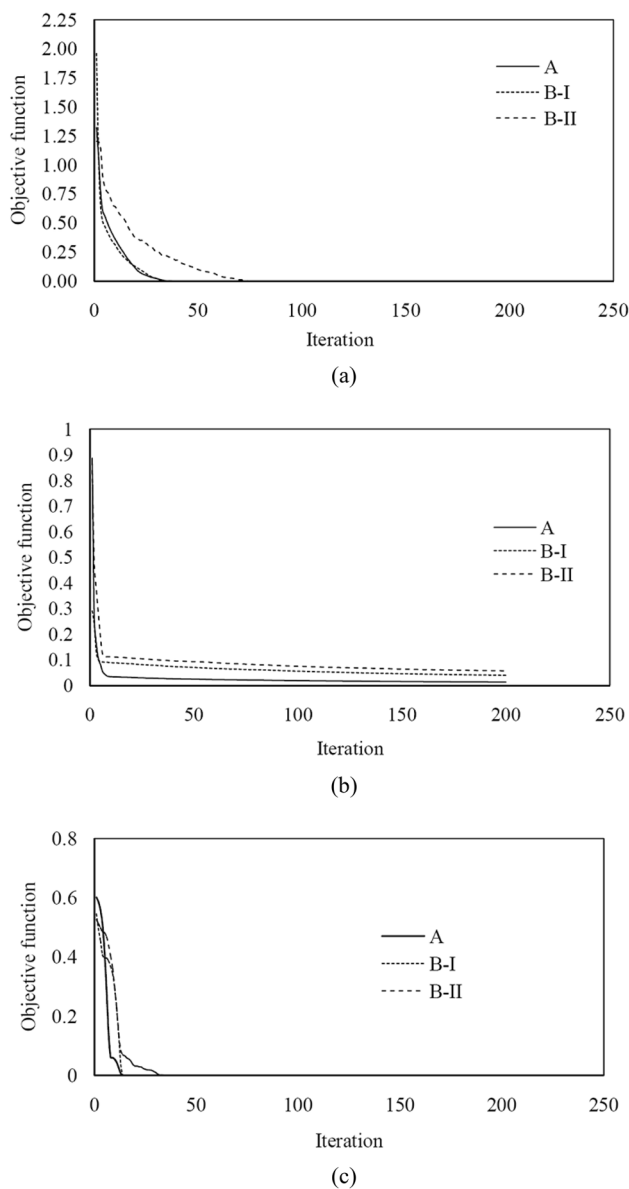 2.25
2.00
1.75
1.50
1.25
1.00
0.75
0.50
0.25
0.00
Objective function
A
B-I
B-II
0 50 100 150 200 250
Iteration
(a)
1
0.9
0.8
0.7
0.6
0.5
0.4
0.3
0.2
0.1
0
Objective function
A
B-I
B-II
0 50 100 150 200 250
Iteration
(b)
0.8
0.6
0.4
0.2
0
Objective function
A
B-I
B-II
0 50 100 150 200 250
Iteration
(c)